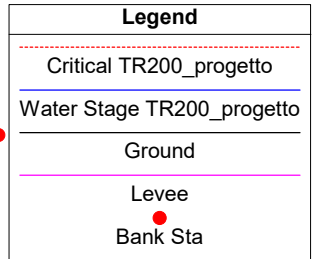 Legend
Critical TR200_progetto
Water Stage TR200_progetto
Ground
Levee
Bank Sta